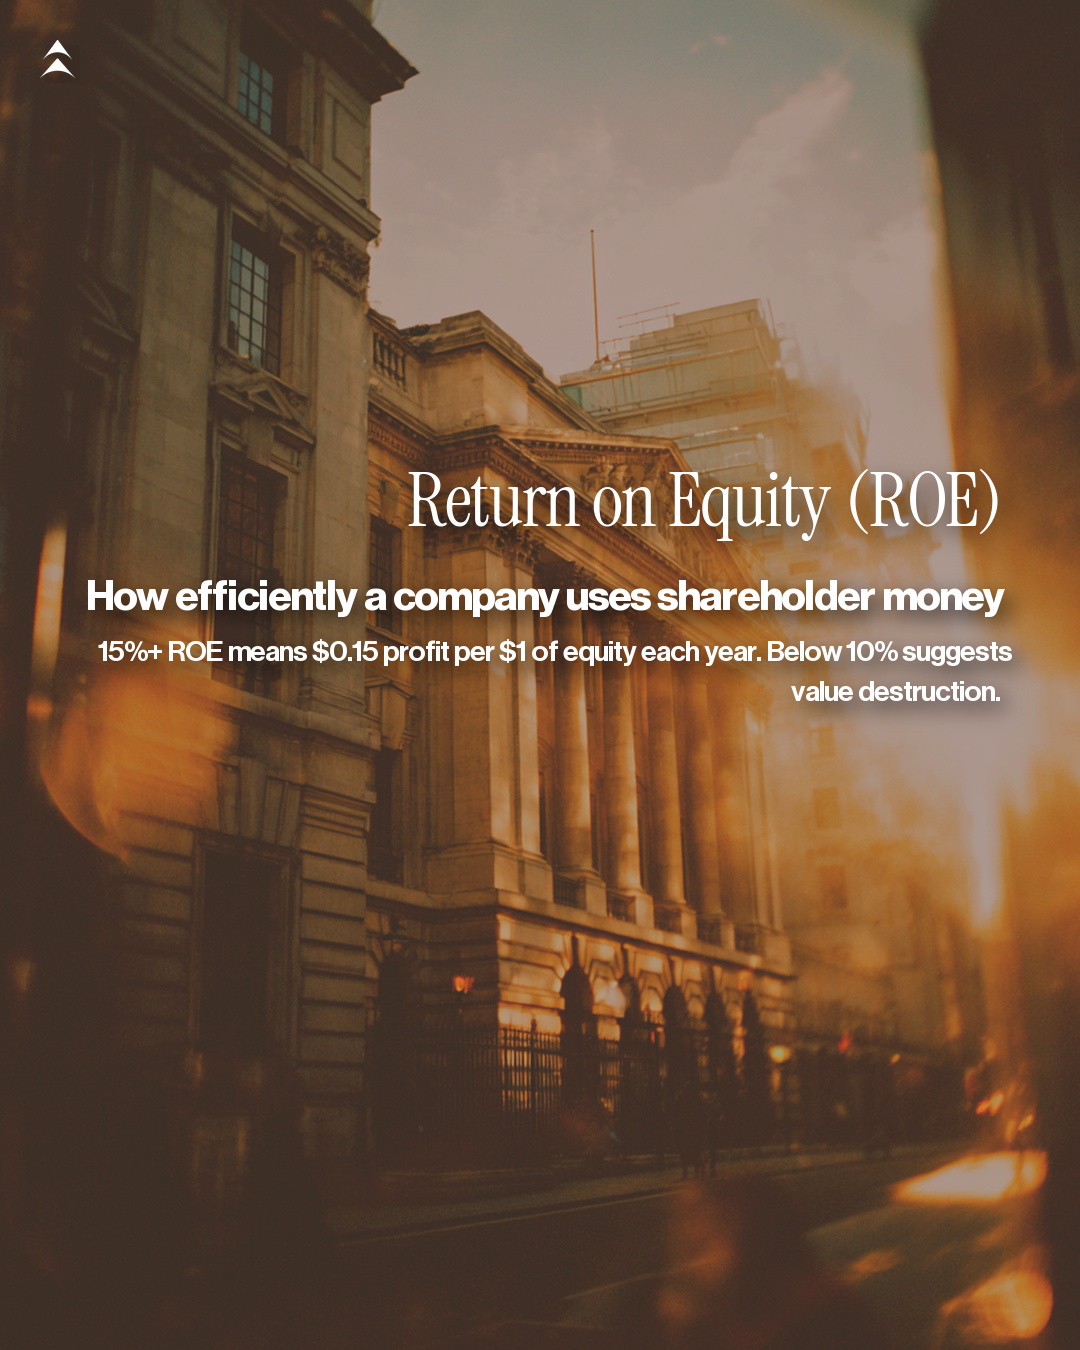 Return on Equity (ROE)
How efficiently a company uses shareholder money
15%+ ROE means $0.15 profit per $1 of equity each year. Below 10% suggests
value destruction.